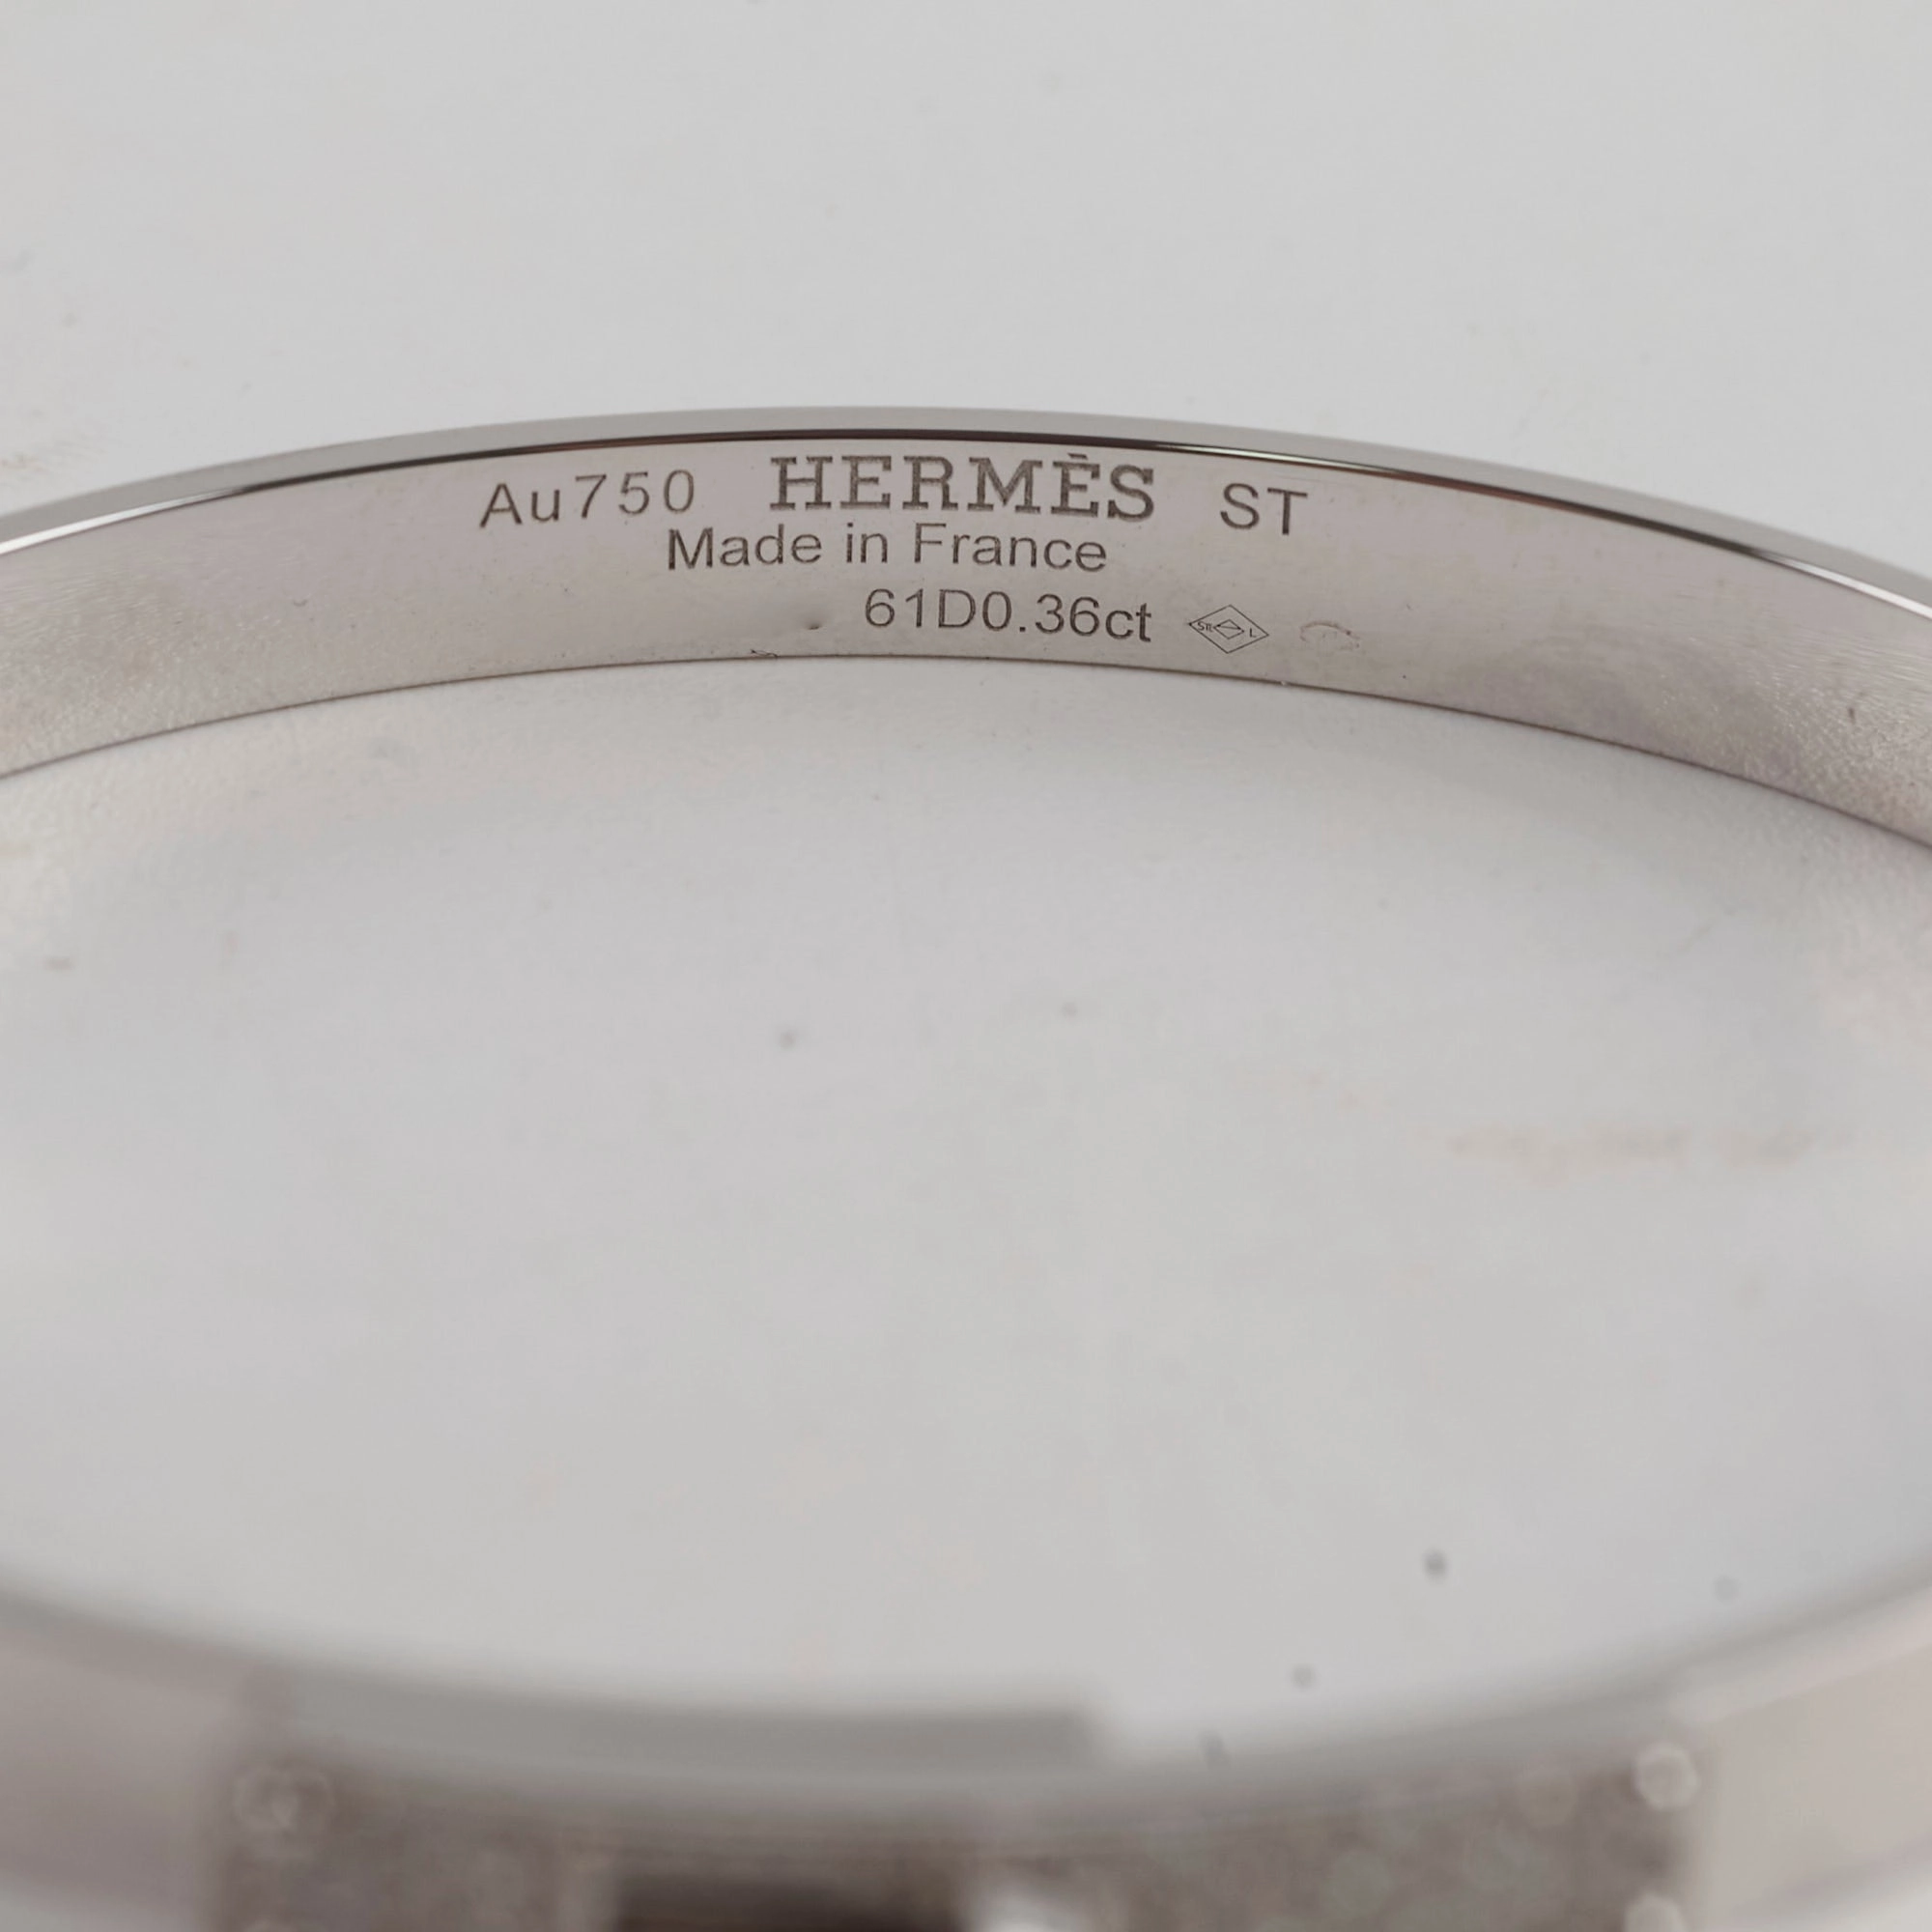 Au750 HERMÈS ST
Made in France
61D0.36ct